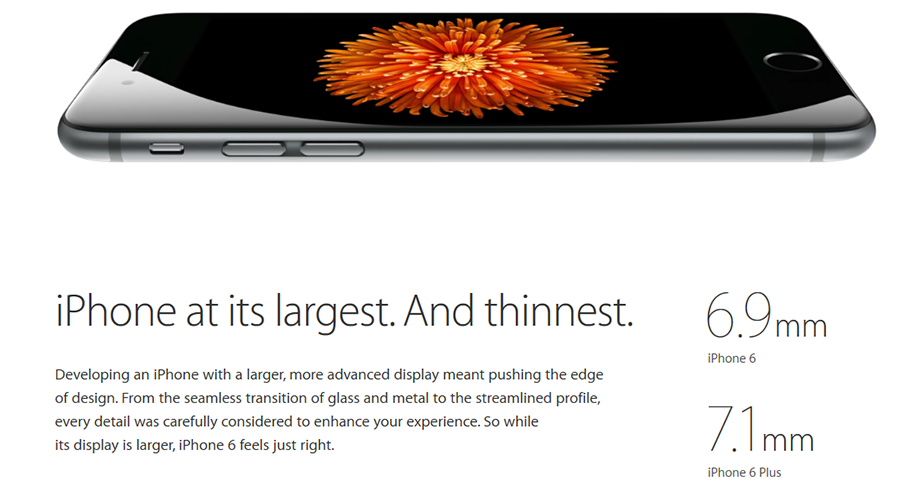 iPhone at its largest. And thinnest.
Developing an iPhone with a larger, more advanced display meant pushing the edge
of design. From the seamless transition of glass and metal to the streamlined profile,
every detail was carefully considered to enhance your experience. So while
its display is larger, iPhone 6 feels just right.
6.9mm
iPhone 6
7.1mm
iPhone 6 Plus